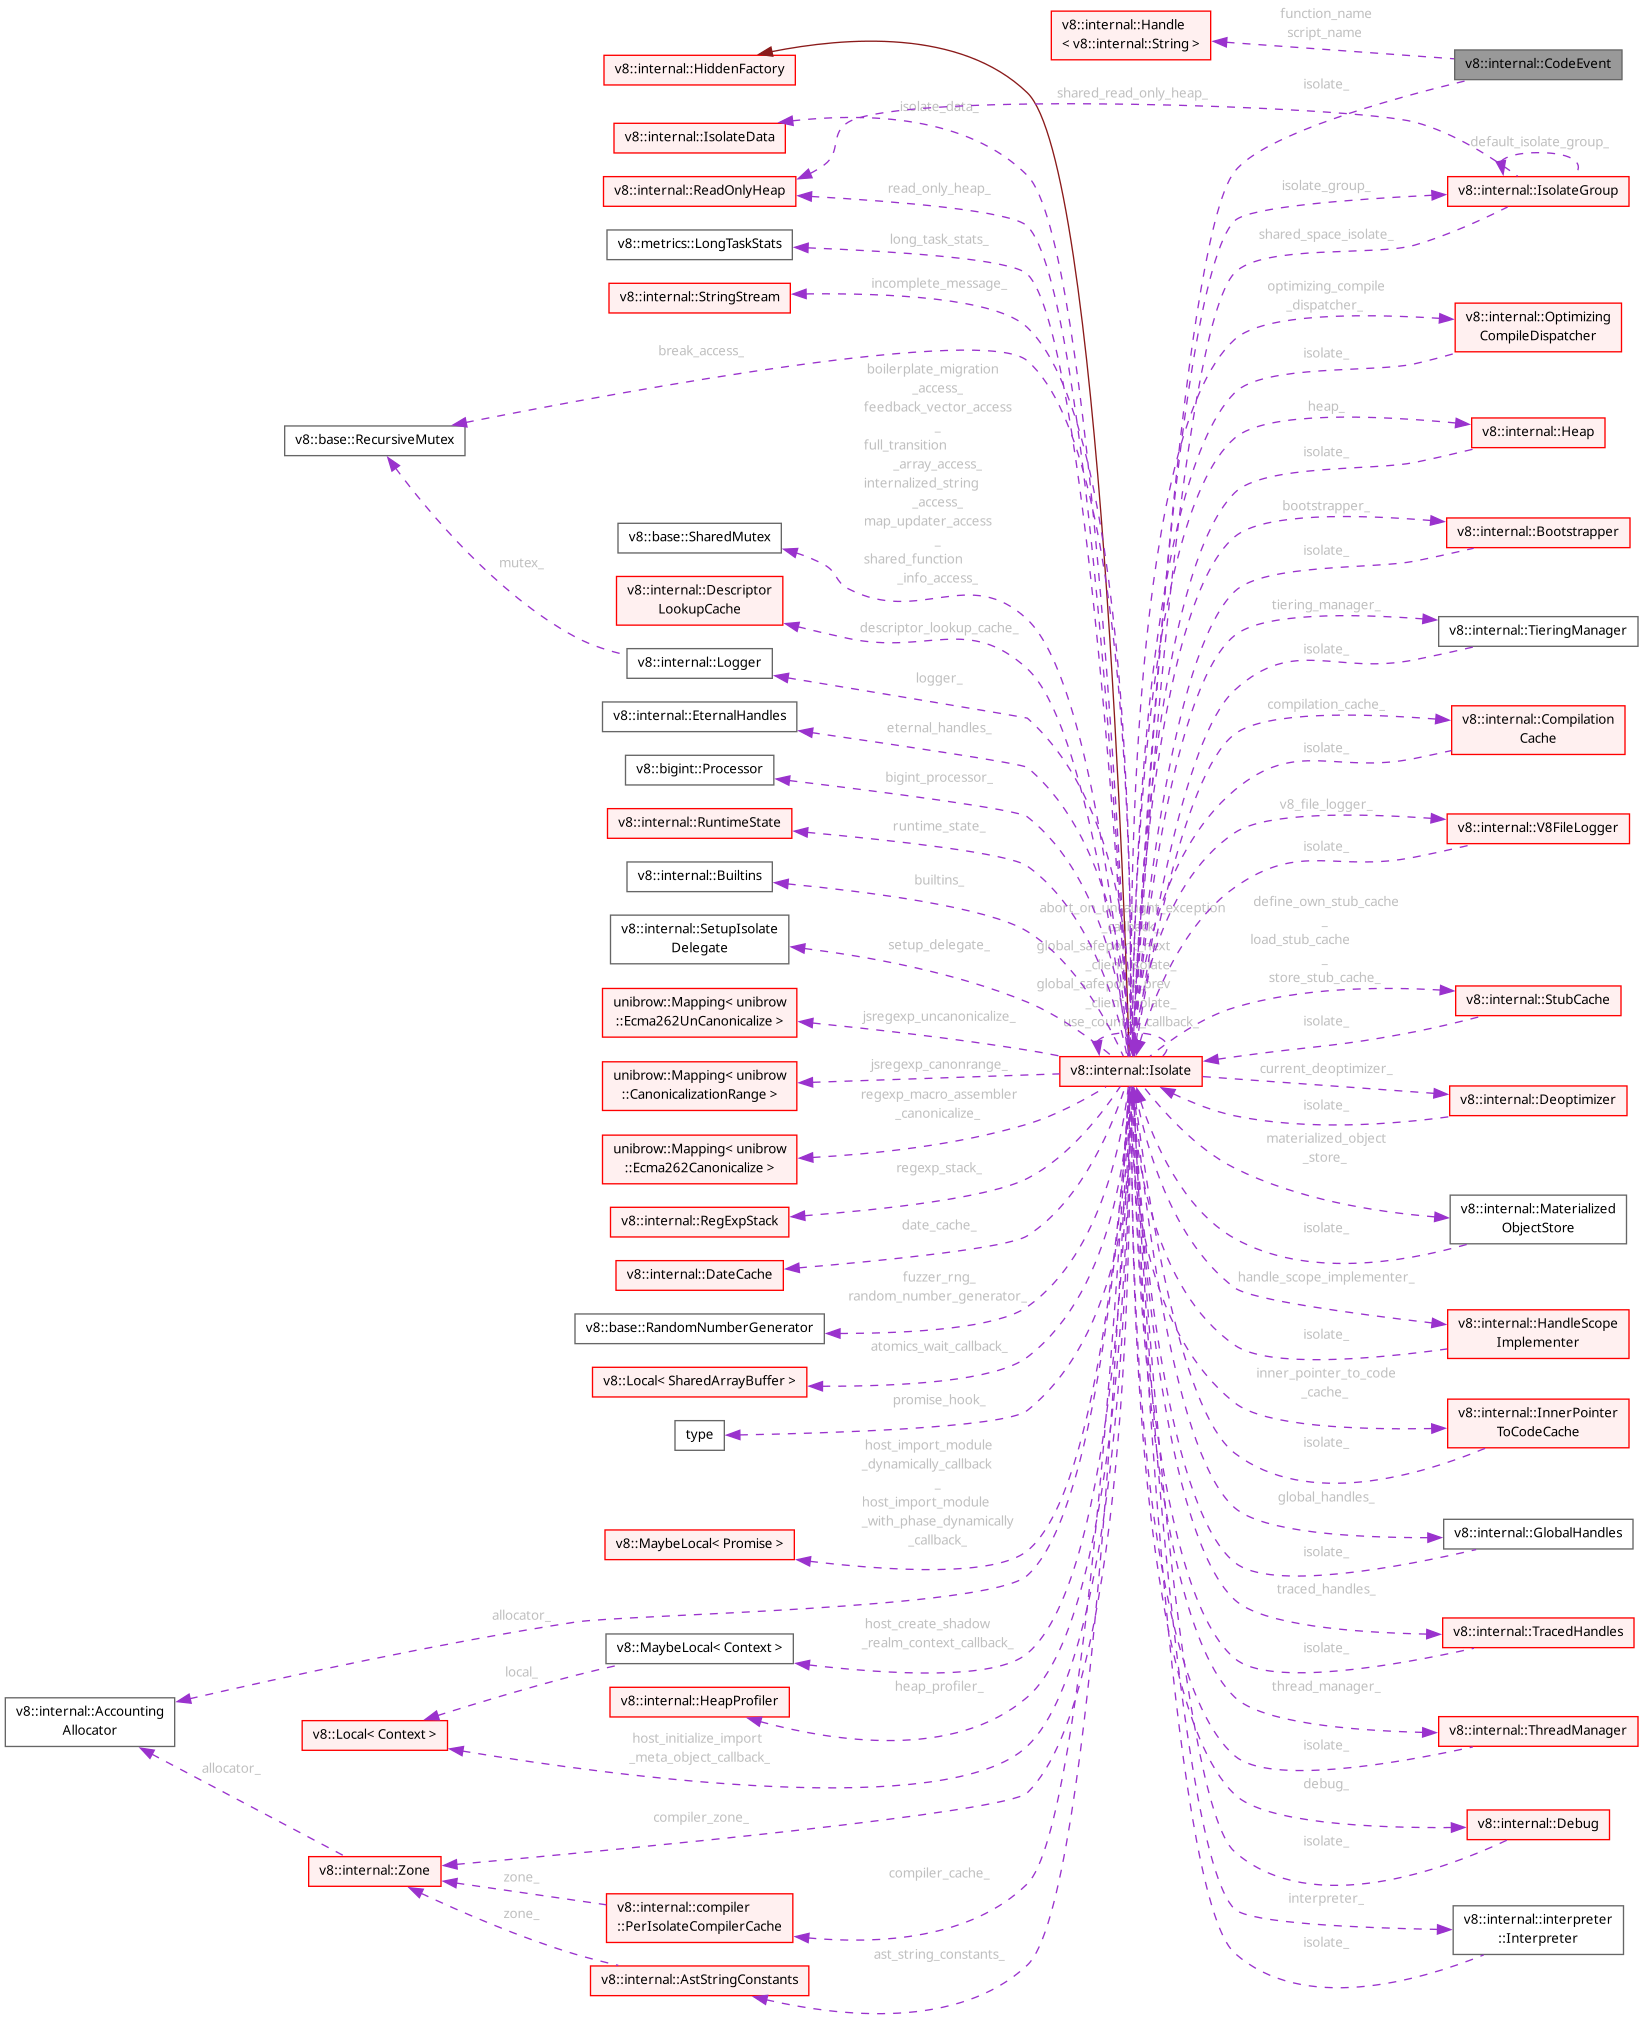 function_name
script_name
v8::internal::Handle
< v8::internal::String >
v8::internal::CodeEvent
v8::internal::HiddenFactory
isolate_
shared_read_only_heap_
isolate_data_
v8::internal::IsolateData
default_isolate_group_
v8::internal::ReadOnlyHeap
read_only_heap_
isolate_group_
v8::internal::IsolateGroup
v8::metrics::LongTaskStats
long_task_stats_
shared_space_isolate_
v8::internal::StringStream
incomplete_message_
optimizing_compile
_dispatcher_
v8::internal::Optimizing
CompileDispatcher
isolate_
break_access_
v8::base::RecursiveMutex
boilerplate_migration
_access_
feedback_vector_access
_
full_transition
_array_access_
internalized_string
_access_
map_updater_access
_
shared_function
_info_access_
heap_
v8::internal::Heap
isolate_
bootstrapper_
v8::internal::Bootstrapper
isolate_
v8::base::SharedMutex
mutex_
v8::internal::Descriptor
LookupCache
descriptor_lookup_cache_
tiering_manager_
v8::internal::TieringManager
isolate_
v8::internal::Logger
logger_
v8::internal::EternalHandles
eternal_handles_
compilation_cache_
v8::internal::Compilation
Cache
isolate_
v8::bigint::Processor
bigint_processor_
v8::internal::RuntimeState
runtime_state_
v8_file_logger_
v8::internal::V8FileLogger
isolate_
v8::internal::Builtins
builtins_
v8::internal::SetupIsolate
Delegate
setup_delegate_
_client_isolate_
_client_isolate_
define_own_stub_cache
_
load_stub_cache
_
store_stub_cache_
v8::internal::StubCache
isolate_
unibrow::Mapping< unibrow
::Ecma262UnCanonicalize >
jsregexp_uncanonicalize_
v8::internal::Isolate
unibrow::Mapping< unibrow
::CanonicalizationRange >
jsregexp_canonrange_
current_deoptimizer_
v8::internal::Deoptimizer
isolate_
unibrow::Mapping< unibrow
::Ecma262Canonicalize >
regexp_macro_assembler
_canonicalize_
materialized_object
_store_
v8::internal::Materialized
ObjectStore
isolate_
v8::internal::RegExpStack
regexp_stack_
v8::internal::DateCache
date_cache_
handle_scope_implementer_
v8::internal::HandleScope
Implementer
isolate_
v8::base::RandomNumberGenerator
fuzzer_rng_
random_number_generator_
v8::Local< SharedArrayBuffer >
atomics_wait_callback_
inner_pointer_to_code
_cache_
v8::internal::InnerPointer
ToCodeCache
isolate_
type
promise_hook_
host_import_module
_dynamically_callback
_
host_import_module
_with_phase_dynamically
_callback_
v8::MaybeLocal< Promise >
global_handles_
v8::internal::GlobalHandles
isolate_
allocator_
v8::MaybeLocal< Context >
host_create_shadow
_realm_context_callback_
traced_handles_
v8::internal::TracedHandles
isolate_
local_
v8::internal::Accounting
Allocator
v8::Local< Context >
v8::internal::HeapProfiler
heap_profiler_
host_initialize_import
_meta_object_callback_
thread_manager_
v8::internal::ThreadManager
isolate_
allocator_
compiler_zone_
debug_
v8::internal::Debug
isolate_
v8::internal::Zone
zone_
zone_
v8::internal::compiler
::PerIsolateCompilerCache
compiler_cache_
interpreter_
v8::internal::interpreter
::Interpreter
isolate_
v8::internal::AstStringConstants
ast_string_constants_